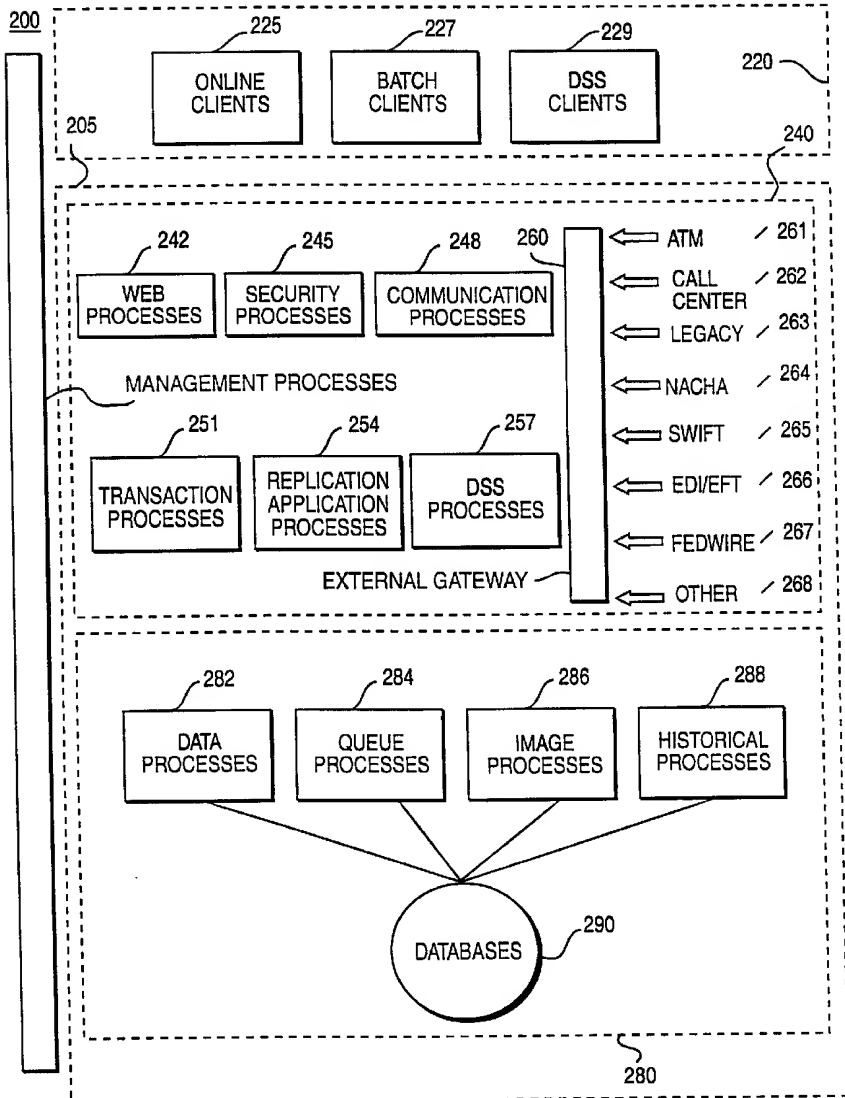 200
225
227
229
ONLINE
CLIENTS
BATCH
CLIENTS
DSS
CLIENTS
220
205
240
242
245
248
260
WEB
PROCESSES
SECURITY
PROCESSES
COMMUNICATION
PROCESSES
ATM 261
CALL
CENTER 262
LEGACY 263
NACHA 264
SWIFT 265
EDI/EFT 266
FEDWIRE 267
OTHER 268
MANAGEMENT PROCESSES
251
254
257
TRANSACTION
PROCESSES
REPLICATION
APPLICATION
PROCESSES
DSS
PROCESSES
EXTERNAL GATEWAY
282
284
286
288
DATA
PROCESSES
QUEUE
PROCESSES
IMAGE
PROCESSES
HISTORICAL
PROCESSES
DATABASES
290
280